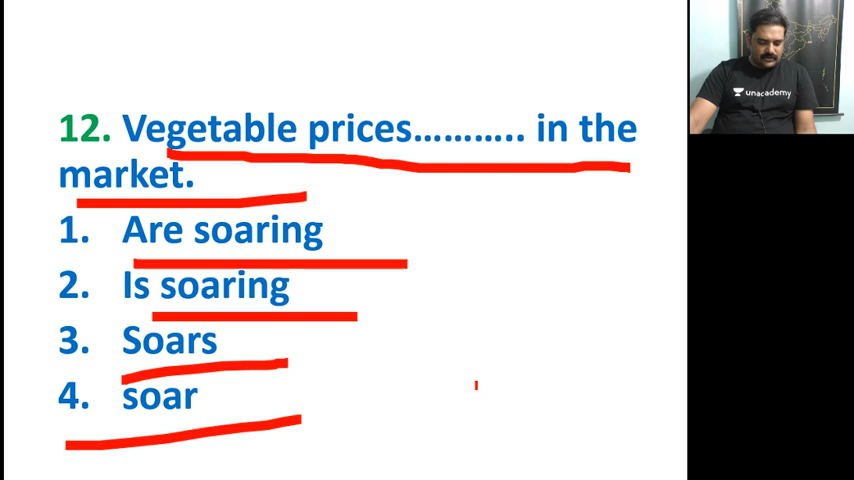 12. Vegetable prices……….. in the
market.
1. Are soaring
2. Is soaring
3. Soars
4. soar
unacademy